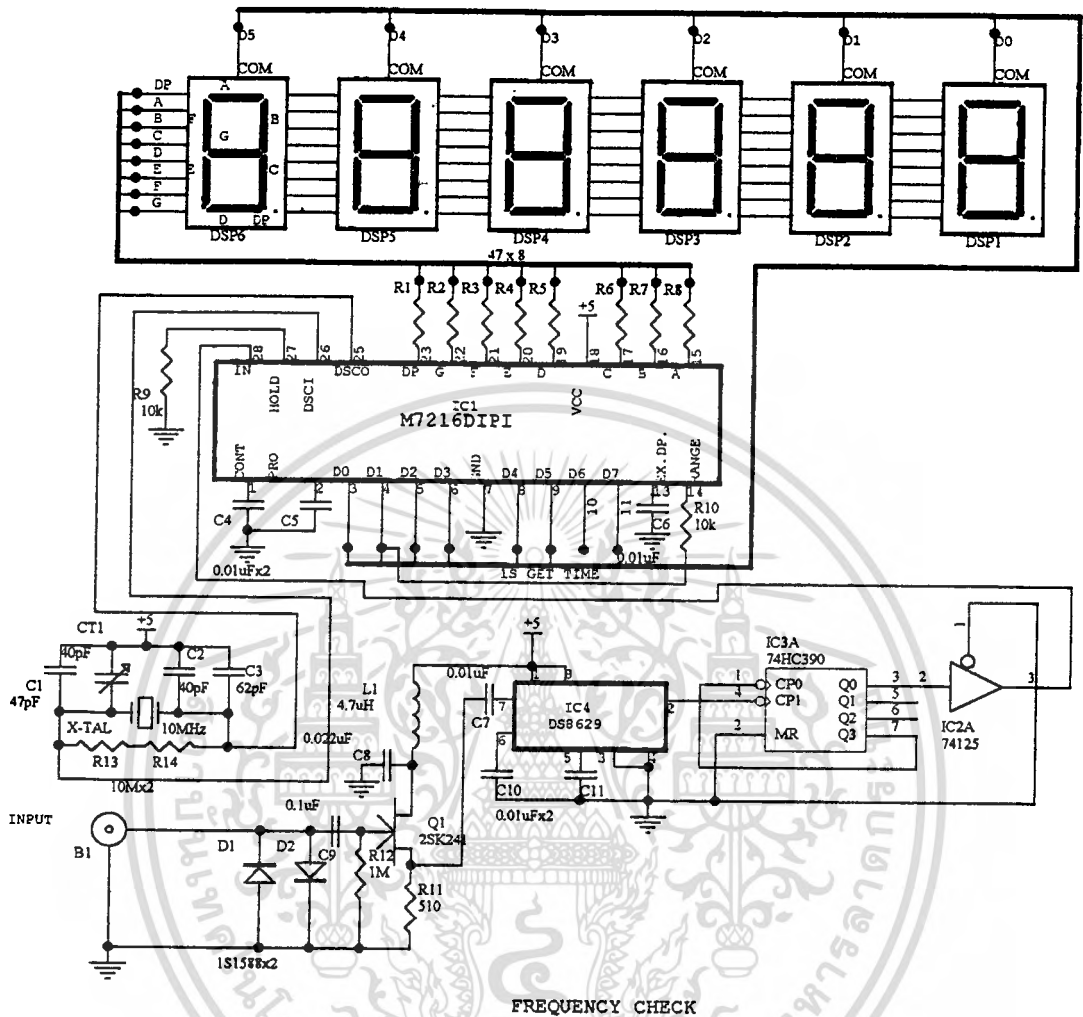 D5 D4 D3 D2 D1 D0
COM COM COM COM COM COM
DP
A
B
C
D
E
F
G
A
F B
G
E C
D DP
DSP6 DSP5 DSP4 DSP3 DSP2 DSP1
47 x 8
R1 R2 R3 R4 R5 R6 R7 R8
+5
28 27 26 25 23 22 21 20 19 18 17 16 15
IN HOLD DSCI DSCO DP G F E D VCC C B A
R9
10k
IC1
M7216DIPI
CONT PRO D0 D1 D2 D3 GND D4 D5 D6 D7 EX.DP. RANGE
1 2 3 4 5 6 7 8 9 10 11 13 14
C4 C5 C6 R10
10k
0.01uFx2 0.01uF
1S GET TIME
CT1 +5
40pF C2 C3
C1 40pF 62pF
47pF
X-TAL 10MHz
R13 R14
10Mx2
+5
L1
4.7uH
0.01uF
C7
7 1 8 2
IC4
DS8629
6 5 3 4
C10 C11
0.01uFx2
0.022uF
C8
IC3A
74HC390
1 CP0 Q0 3
4 CP1 Q1 5
Q2 6
2 MR Q3 7
2 1 3
IC2A
74125
INPUT
B1
0.1uF
D1 D2 C9
R12
1M
Q1
2SK241
R11
510
1S1588x2
FREQUENCY CHECK